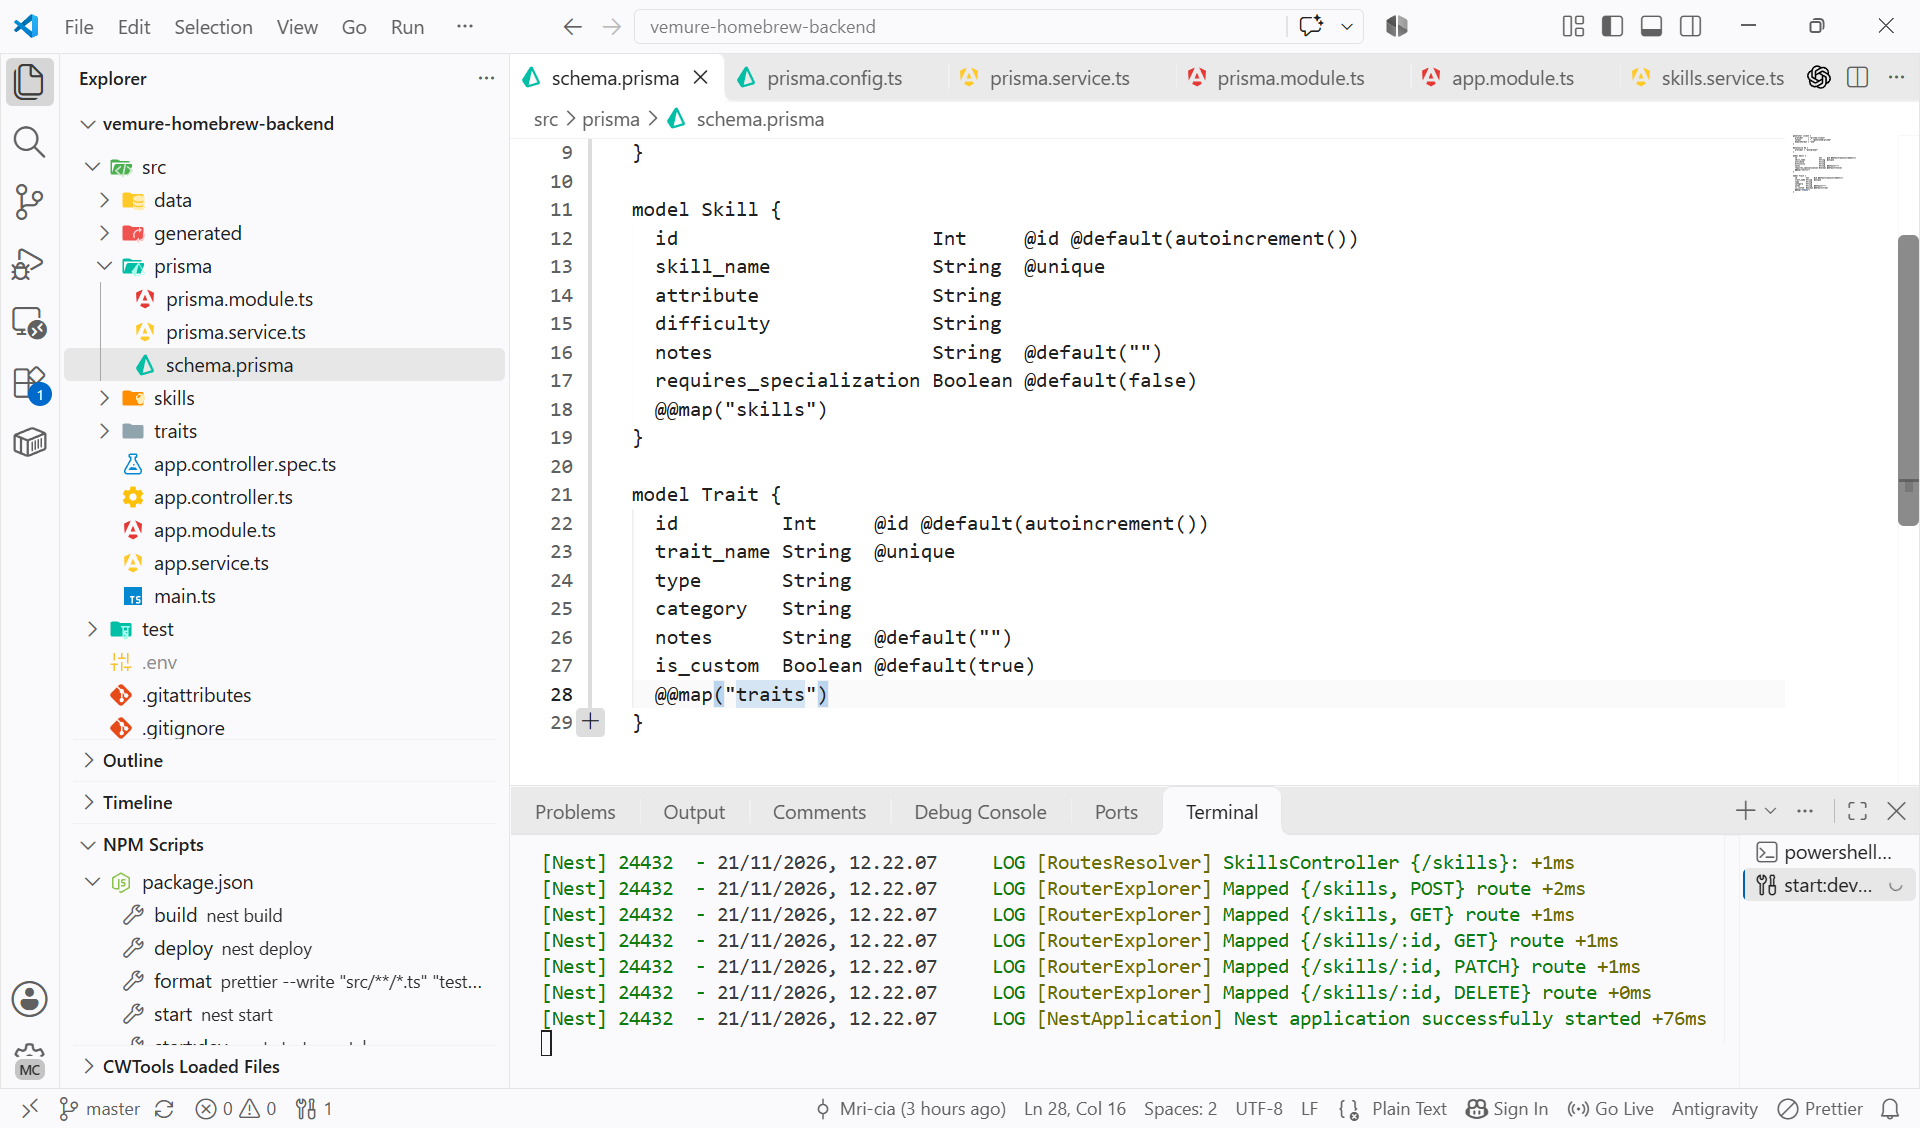 File Edit Selection View Go Run ···
vemure-homebrew-backend
Explorer
vemure-homebrew-backend
src
data
generated
prisma
prisma.module.ts
prisma.service.ts
schema.prisma
skills
traits
app.controller.spec.ts
app.controller.ts
app.module.ts
app.service.ts
TS main.ts
test
.env
.gitattributes
.gitignore
Outline
Timeline
NPM Scripts
package.json
build nest build
deploy nest deploy
format prettier --write "src/**/*.ts" "test...
start nest start
CWTools Loaded Files
1
MC
schema.prisma prisma.config.ts prisma.service.ts prisma.module.ts app.module.ts skills.service.ts
src > prisma > schema.prisma
9 }
10
11 model Skill {
12 id Int @id @default(autoincrement())
13 skill_name String @unique
14 attribute String
15 difficulty String
16 notes String @default("")
17 requires_specialization Boolean @default(false)
18 @@map("skills")
19 }
20
21 model Trait {
22 id Int @id @default(autoincrement())
23 trait_name String @unique
24 type String
25 category String
26 notes String @default("")
27 is_custom Boolean @default(true)
28 @@map("traits")
29 }
Problems Output Comments Debug Console Ports Terminal
[Nest] 24432 - 21/11/2026, 12.22.07 LOG [RoutesResolver] SkillsController {/skills}: +1ms
[Nest] 24432 - 21/11/2026, 12.22.07 LOG [RouterExplorer] Mapped {/skills, POST} route +2ms
[Nest] 24432 - 21/11/2026, 12.22.07 LOG [RouterExplorer] Mapped {/skills, GET} route +1ms
[Nest] 24432 - 21/11/2026, 12.22.07 LOG [RouterExplorer] Mapped {/skills/:id, GET} route +1ms
[Nest] 24432 - 21/11/2026, 12.22.07 LOG [RouterExplorer] Mapped {/skills/:id, PATCH} route +1ms
[Nest] 24432 - 21/11/2026, 12.22.07 LOG [RouterExplorer] Mapped {/skills/:id, DELETE} route +0ms
[Nest] 24432 - 21/11/2026, 12.22.07 LOG [NestApplication] Nest application successfully started +76ms
powershell...
start:dev...
master 0 0 1 Mri-cia (3 hours ago) Ln 28, Col 16 Spaces: 2 UTF-8 LF Plain Text Sign In Go Live Antigravity Prettier